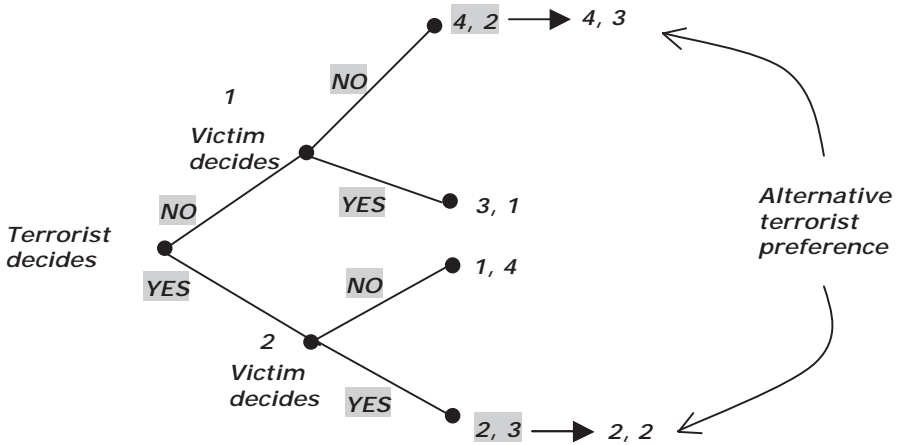 4, 2 4, 3
NO
1
Victim
decides
YES
3, 1
NO
Alternative
terrorist
preference
Terrorist
decides
1, 4
YES
NO
2
Victim
decides
YES
2, 3 2, 2